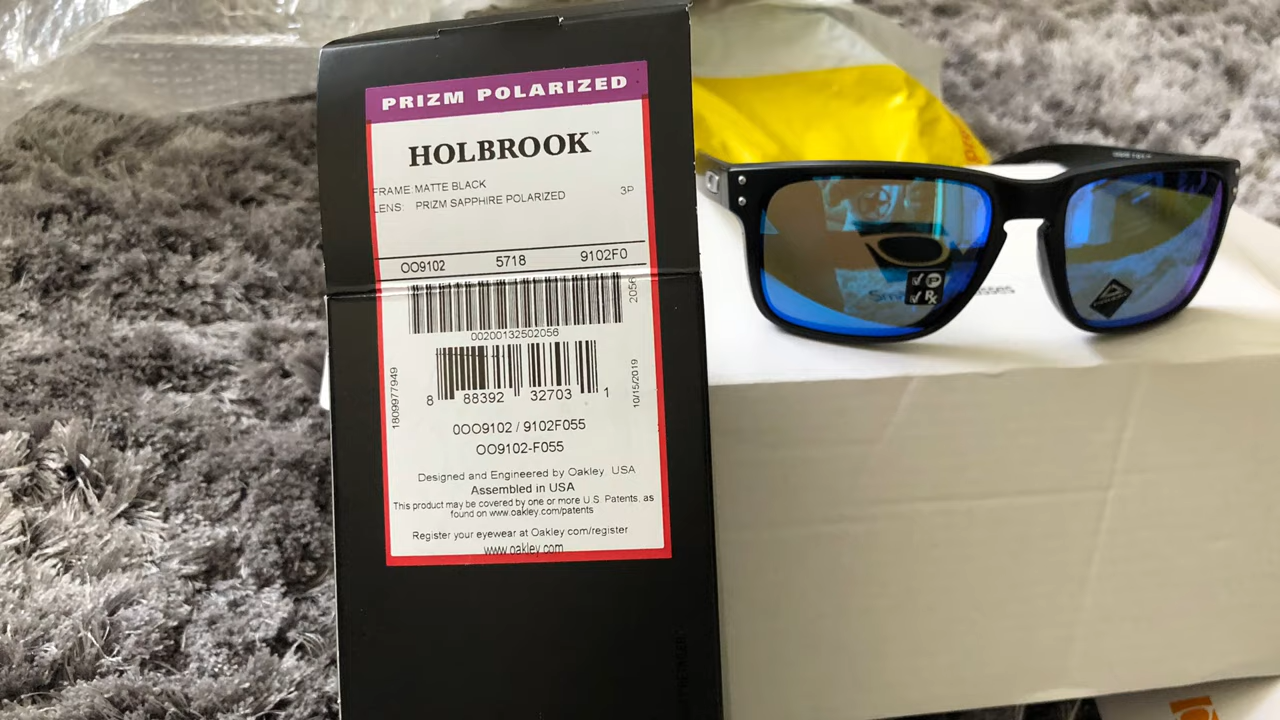 PRIZM POLARIZED
HOLBROOK™
FRAME: MATTE BLACK
LENS: PRIZM SAPPHIRE POLARIZED 3P
OO9102 5718 9102F0
2056
00200132502056
1809977949
8 88392 32703 1
10/15/2019
0OO9102 / 9102F055
OO9102-F055
Designed and Engineered by Oakley USA
Assembled in USA
This product may be covered by one or more U.S. Patents, as
found on www.oakley.com/patents
Register your eyewear at Oakley.com/register
www.oakley.com
P
Rx